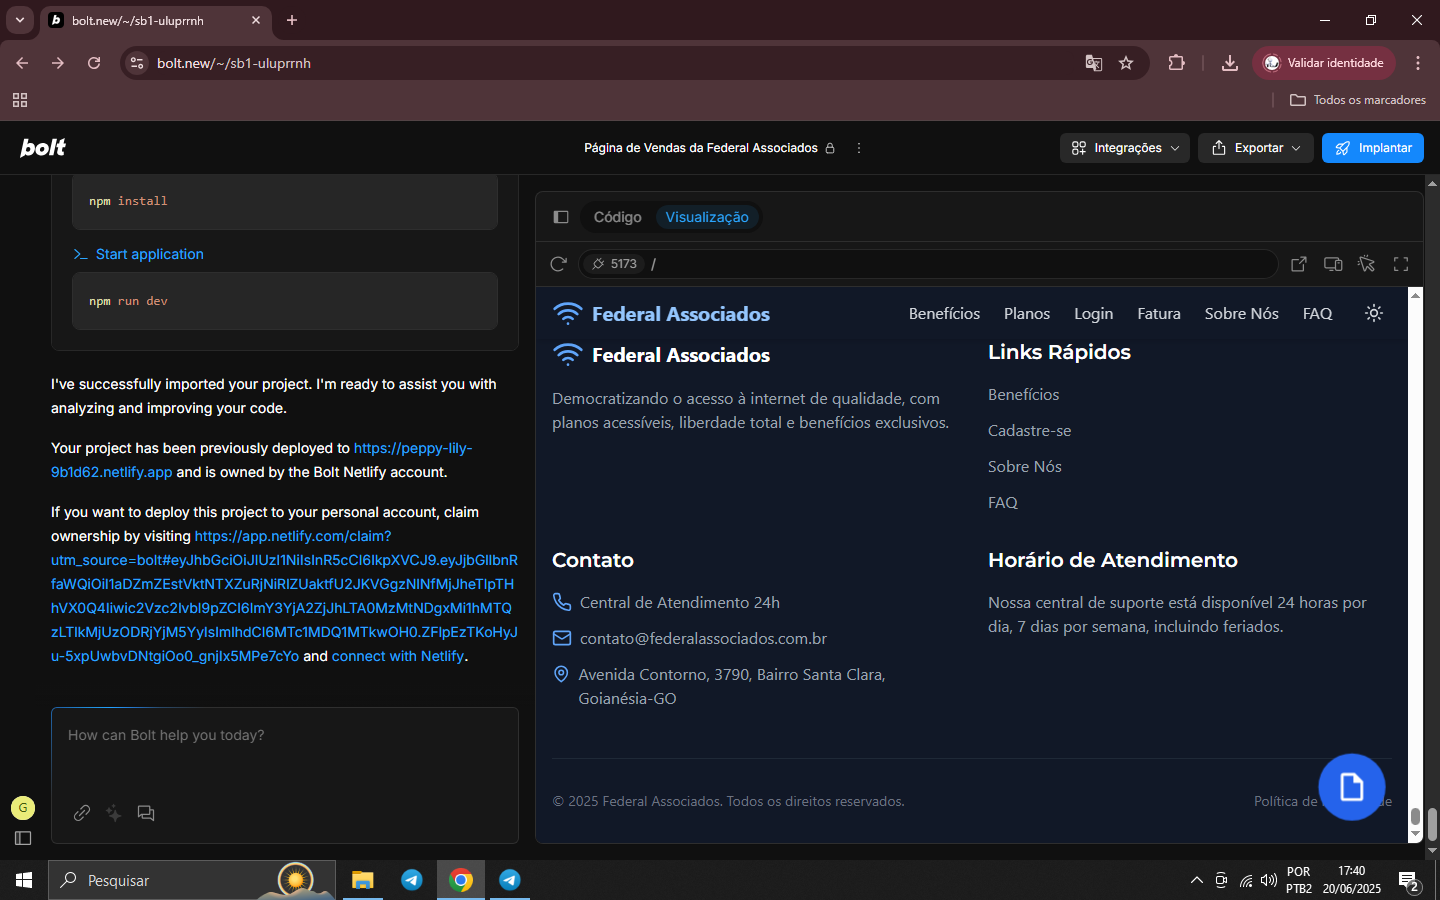 bolt.new/~/sb1-uluprrnh
bolt.new/~/sb1-uluprrnh
Validar identidade
Todos os marcadores
bolt
Página de Vendas da Federal Associados
Integrações
Exportar
Implantar
npm install
Start application
npm run dev
I've successfully imported your project. I'm ready to assist you with
analyzing and improving your code.
Your project has been previously deployed to https://peppy-lily-
9b1d62.netlify.app and is owned by the Bolt Netlify account.
If you want to deploy this project to your personal account, claim
ownership by visiting https://app.netlify.com/claim?
and connect with Netlify.
How can Bolt help you today?
G
Código
Visualização
5173
/
Federal Associados
Benefícios
Planos
Login
Fatura
Sobre Nós
FAQ
Federal Associados
Democratizando o acesso à internet de qualidade, com
planos acessíveis, liberdade total e benefícios exclusivos.
Links Rápidos
Benefícios
Cadastre-se
Sobre Nós
FAQ
Contato
Central de Atendimento 24h
contato@federalassociados.com.br
Avenida Contorno, 3790, Bairro Santa Clara,
Goianésia-GO
Horário de Atendimento
Nossa central de suporte está disponível 24 horas por
dia, 7 dias por semana, incluindo feriados.
© 2025 Federal Associados. Todos os direitos reservados.
Política de
Pesquisar
POR
PTB2
17:40
20/06/2025
2